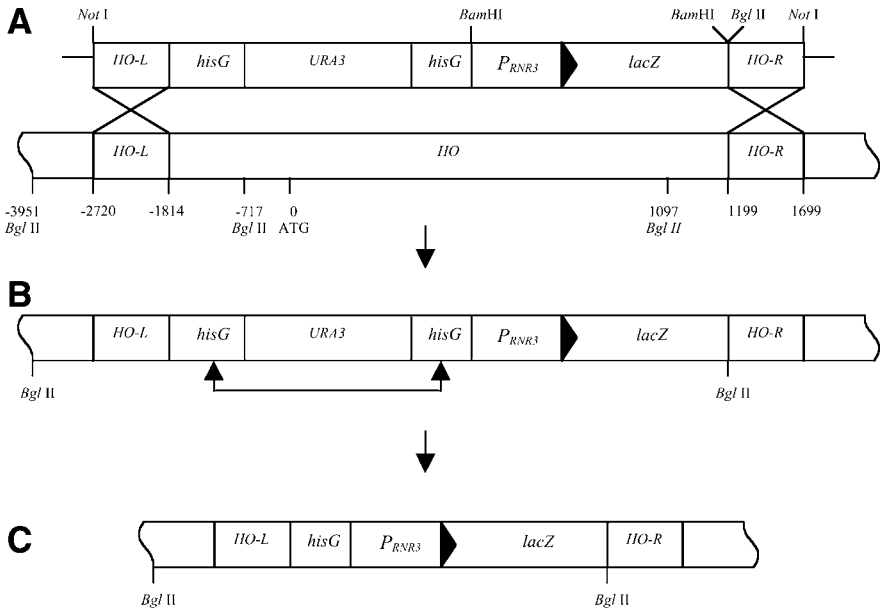 A
Not I
BamHI
BamHI Bgl II
Not I
HO-L hisG URA3 hisG PRNR3 lacZ HO-R
HO-L HO HO-R
-3951 -2720 -1814 -717 0 1097 1199 1699
Bgl II Bgl II ATG Bgl II
B
HO-L hisG URA3 hisG PRNR3 lacZ HO-R
Bgl II Bgl II
C
HO-L hisG PRNR3 lacZ HO-R
Bgl II Bgl II